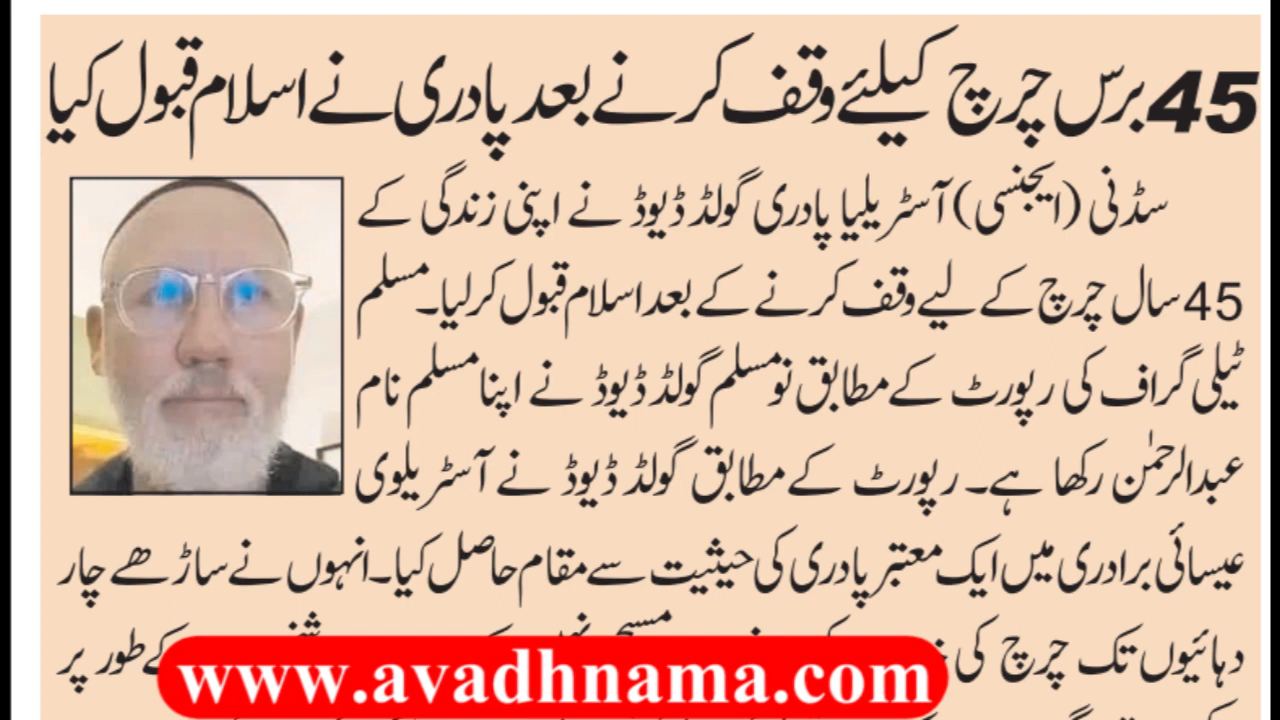 45 برس چرچ کیلئے وقف کرنے بعد پادری نے اسلام قبول کیا
سڈنی (ایجنسی) آسٹریلیا پادری گولڈ ڈیوڈ نے اپنی زندگی کے
45 سال چرچ کے لیے وقف کرنے کے بعد اسلام قبول کرلیا۔ مسلم
ٹیلی گراف کی رپورٹ کے مطابق نومسلم گولڈ ڈیوڈ نے اپنا مسلم نام
عبدالرحمٰن رکھا ہے۔ رپورٹ کے مطابق گولڈ ڈیوڈ نے آسٹریلوی
عیسائی برادری میں ایک معتبر پادری کی حیثیت سے مقام حاصل کیا۔ انہوں نے ساڑھے چار
دہائیوں تک چرچ کی کے طور پر
www.avadhnama.com